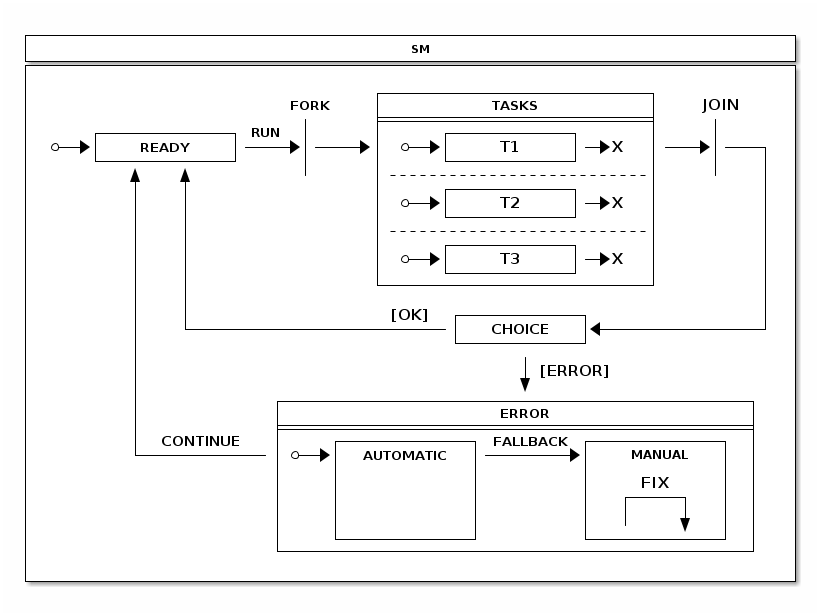 SM
FORK
TASKS
JOIN
RUN
READY
T1
X
T2
X
T3
X
[OK]
CHOICE
[ERROR]
ERROR
CONTINUE
FALLBACK
AUTOMATIC
MANUAL
FIX